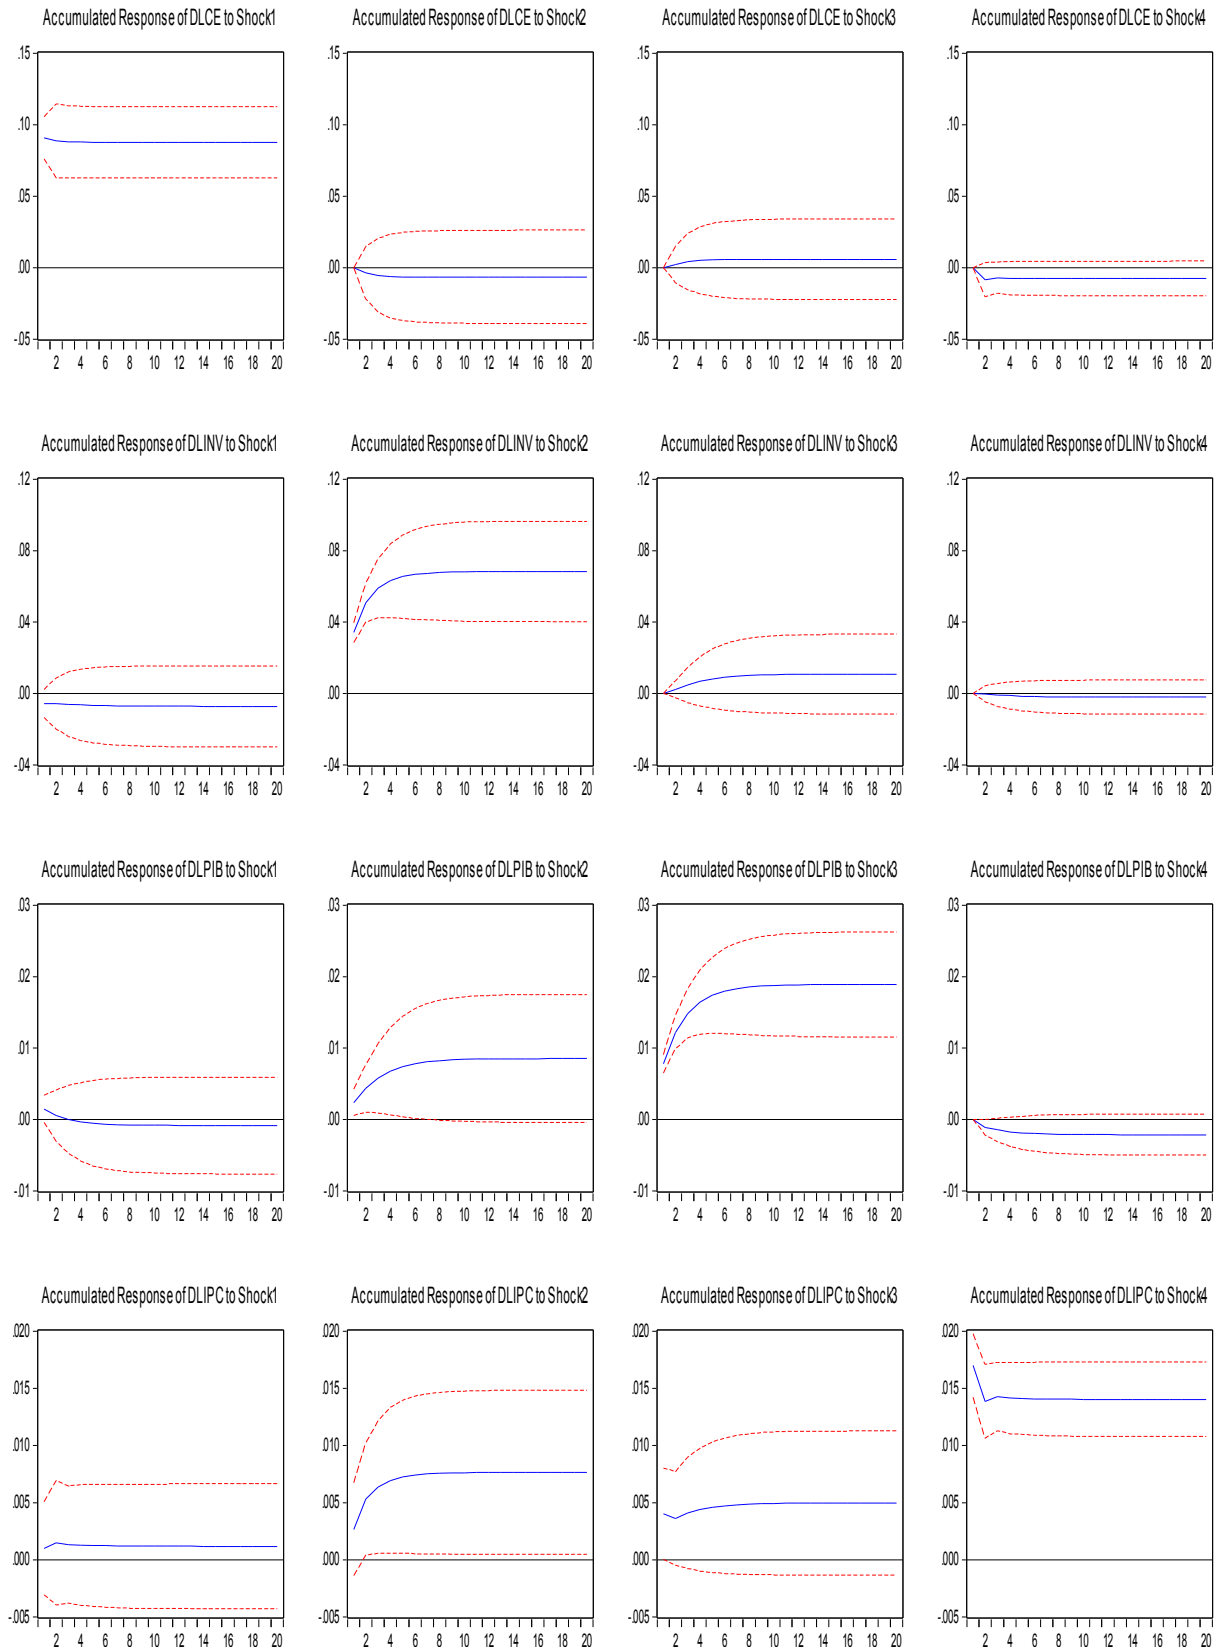 Accumulated Response of DLCE to Shock1
Accumulated Response of DLCE to Shock2
Accumulated Response of DLCE to Shock3
Accumulated Response of DLCE to Shock4
.15
.10
.05
.00
-.05
2 4 6 8 10 12 14 16 18 20
.15
.10
.05
.00
-.05
2 4 6 8 10 12 14 16 18 20
.15
.10
.05
.00
-.05
2 4 6 8 10 12 14 16 18 20
.15
.10
.05
.00
-.05
2 4 6 8 10 12 14 16 18 20
Accumulated Response of DLINV to Shock1
Accumulated Response of DLINV to Shock2
Accumulated Response of DLINV to Shock3
Accumulated Response of DLINV to Shock4
.12
.08
.04
.00
-.04
2 4 6 8 10 12 14 16 18 20
.12
.08
.04
.00
-.04
2 4 6 8 10 12 14 16 18 20
.12
.08
.04
.00
-.04
2 4 6 8 10 12 14 16 18 20
.12
.08
.04
.00
-.04
2 4 6 8 10 12 14 16 18 20
Accumulated Response of DLPIB to Shock1
Accumulated Response of DLPIB to Shock2
Accumulated Response of DLPIB to Shock3
Accumulated Response of DLPIB to Shock4
.03
.02
.01
.00
-.01
2 4 6 8 10 12 14 16 18 20
.03
.02
.01
.00
-.01
2 4 6 8 10 12 14 16 18 20
.03
.02
.01
.00
-.01
2 4 6 8 10 12 14 16 18 20
.03
.02
.01
.00
-.01
2 4 6 8 10 12 14 16 18 20
Accumulated Response of DLIPC to Shock1
Accumulated Response of DLIPC to Shock2
Accumulated Response of DLIPC to Shock3
Accumulated Response of DLIPC to Shock4
.020
.015
.010
.005
.000
-.005
2 4 6 8 10 12 14 16 18 20
.020
.015
.010
.005
.000
-.005
2 4 6 8 10 12 14 16 18 20
.020
.015
.010
.005
.000
-.005
2 4 6 8 10 12 14 16 18 20
.020
.015
.010
.005
.000
-.005
2 4 6 8 10 12 14 16 18 20